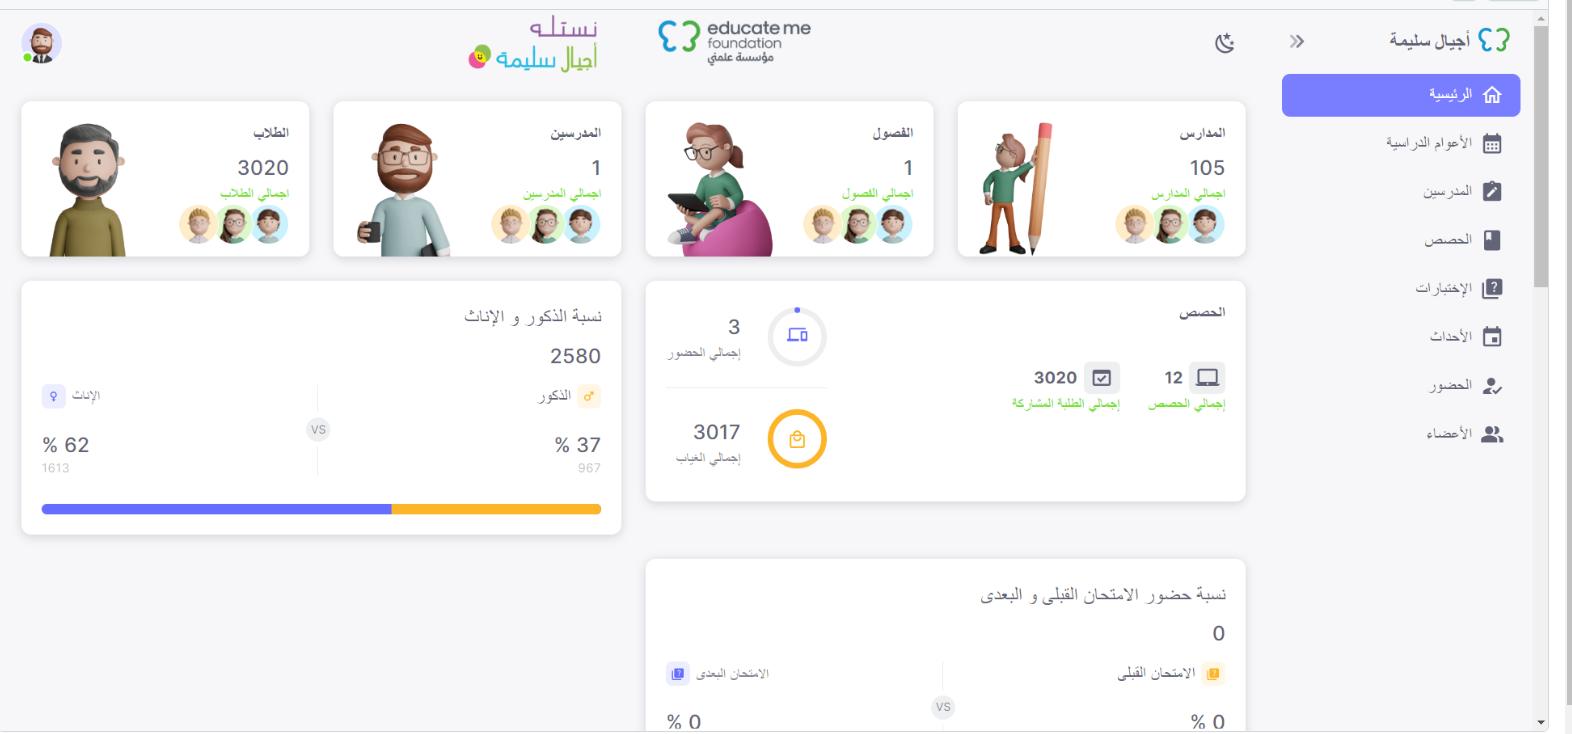 أجيال سليمة
educate me
foundation
مؤسسة علمني
نستله
أجيال سليمة
الرئيسية
الأعوام الدراسية
المدرسين
الحصص
الإختبارات
الأحداث
الحضور
الأعضاء
المدارس
105
اجمالي المدارس
الفصول
1
اجمالي الفصول
المدرسين
1
اجمالي المدرسين
الطلاب
3020
اجمالي الطلاب
الحصص
12
إجمالي الحصص
3020
إجمالي الطلبة المشاركة
3
إجمالي الحضور
3017
إجمالي الغياب
نسبة الذكور و الإناث
2580
الذكور
% 37
967
VS
الإناث
% 62
1613
نسبة حضور الامتحان القبلى و البعدى
0
الامتحان القبلى
% 0
VS
الامتحان البعدى
% 0